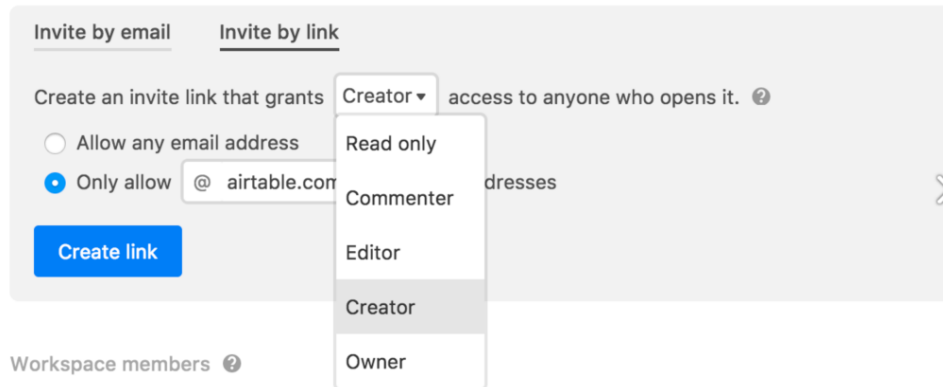 Invite by email Invite by link
Create an invite link that grants Creator access to anyone who opens it. ?
Allow any email address
Read only
Only allow @ airtable.com dresses
Commenter
Create link
Editor
Creator
Workspace members ?
Owner